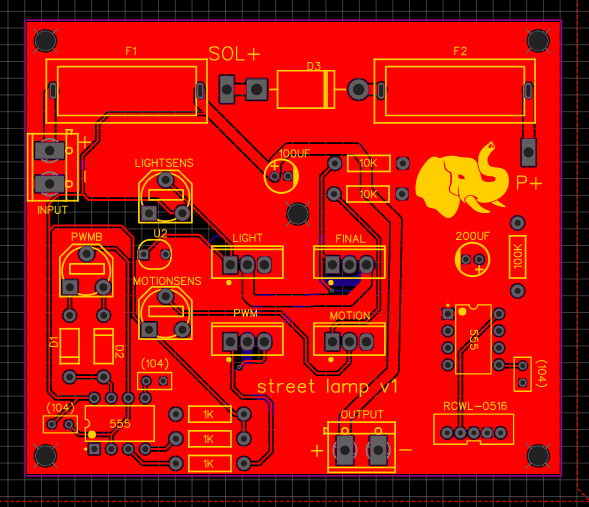 F1
SOL+
D3
F2
100UF
10K
LIGHTSENS
10K
P+
INPUT
U2
PWMB
LIGHT
FINAL
200UF
100K
MOTIONSENS
PWM
MOTION
D1
D2
555
(104)
(104)
street lamp v1
(104)
RCWL-0516
OUTPUT
1K
555
1K
+
-
1K